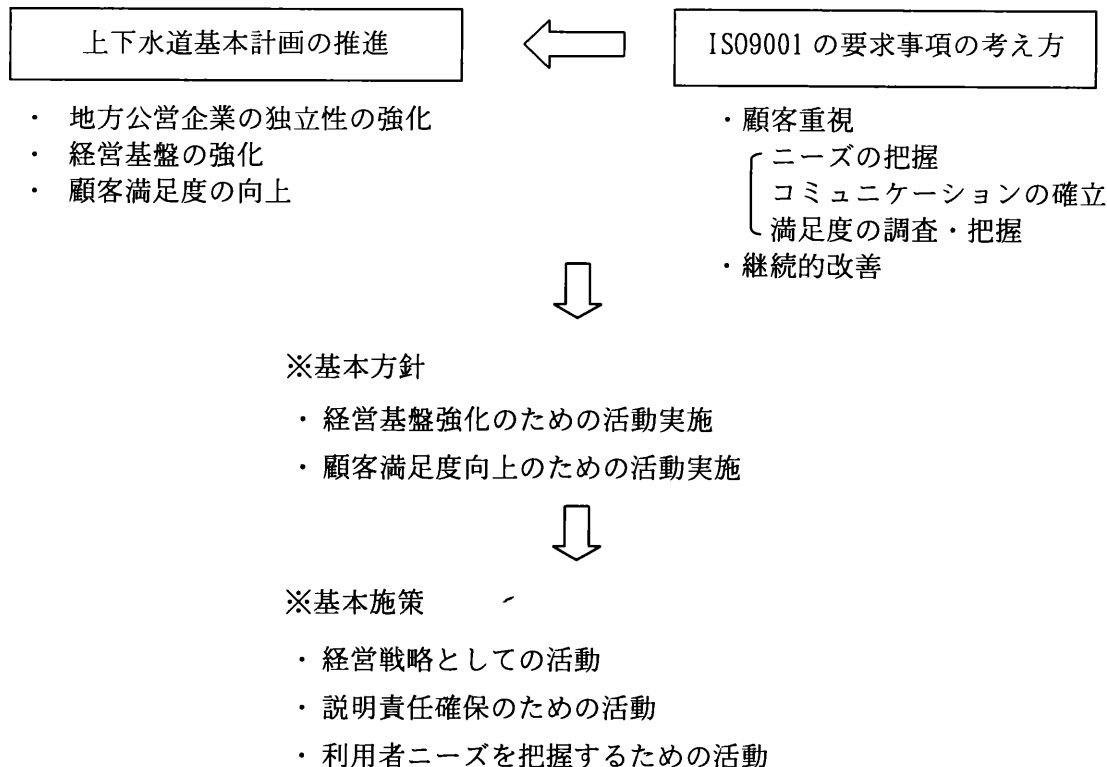 上下水道基本計画の推進
ISO9001の要求事項の考え方
・ 地方公営企業の独立性の強化
・ 経営基盤の強化
・ 顧客満足度の向上
・顧客重視
ニーズの把握
コミュニケーションの確立
満足度の調査・把握
・継続的改善
※基本方針
・ 経営基盤強化のための活動実施
・ 顧客満足度向上のための活動実施
※基本施策
・ 経営戦略としての活動
・ 説明責任確保のための活動
・ 利用者ニーズを把握するための活動